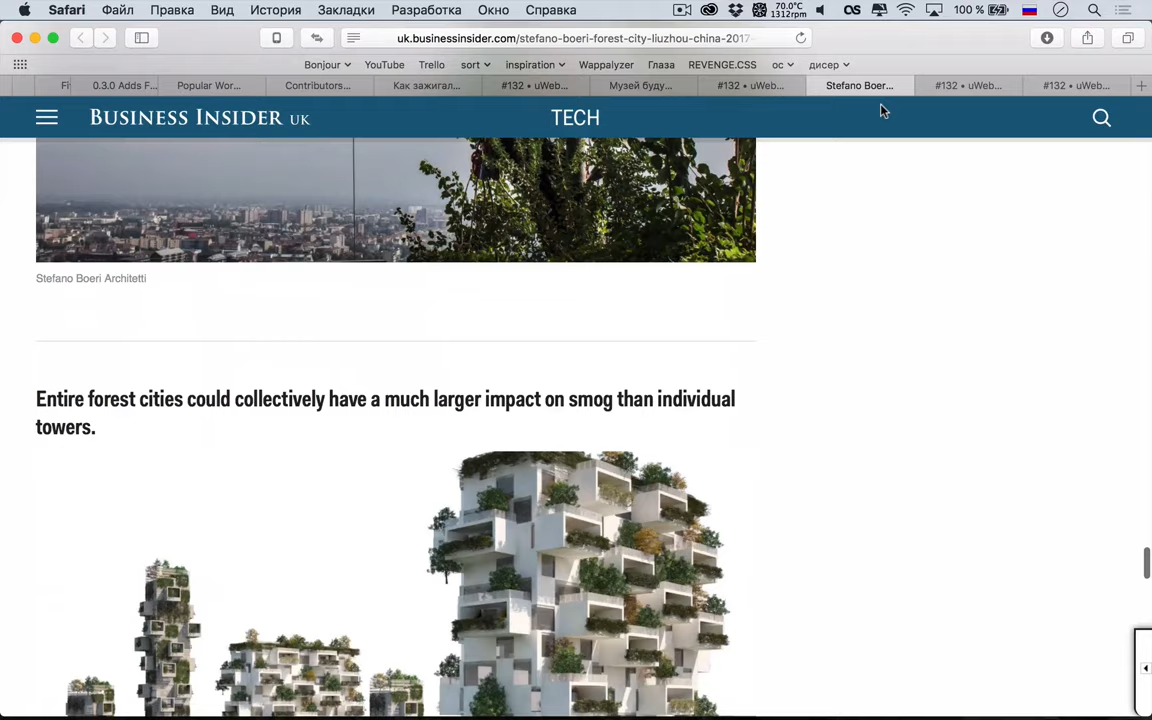 Safari Файл Правка Вид История Закладки Разработка Окно Справка 70.0°C 1312rpm 100 %
uk.businessinsider.com/stefano-boeri-forest-city-liuzhou-china-2017-
Bonjour YouTube Trello sort inspiration Wappalyzer Глаза REVENGE.CSS ос дисер
Fi 0.3.0 Adds F... Popular Wor... Contributors... Как зажигал... #132 • uWeb... Музей буду... #132 • uWeb... Stefano Boer... #132 • uWeb... #132 • uWeb...
BUSINESS INSIDER UK TECH
Stefano Boeri Architetti
Entire forest cities could collectively have a much larger impact on smog than individual
towers.